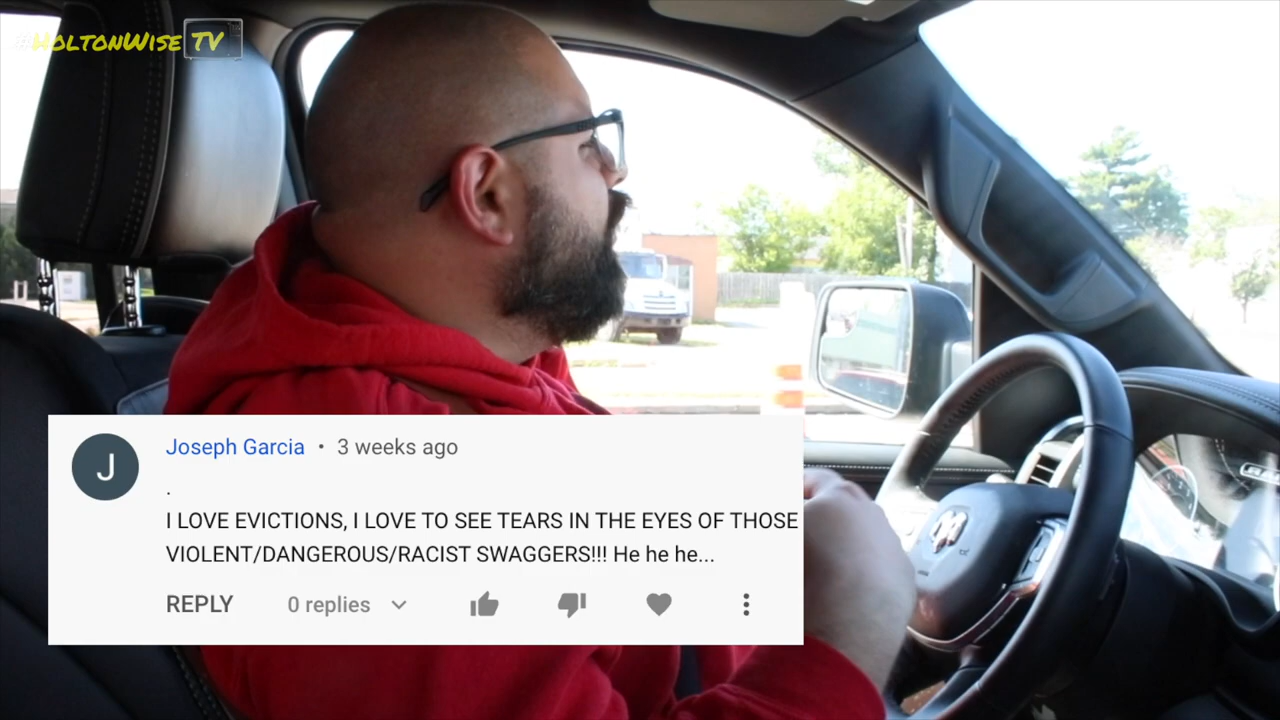 #HOLTONWISE TV
J
Joseph Garcia • 3 weeks ago
.
I LOVE EVICTIONS, I LOVE TO SEE TEARS IN THE EYES OF THOSE
VIOLENT/DANGEROUS/RACIST SWAGGERS!!! He he he...
REPLY 0 replies